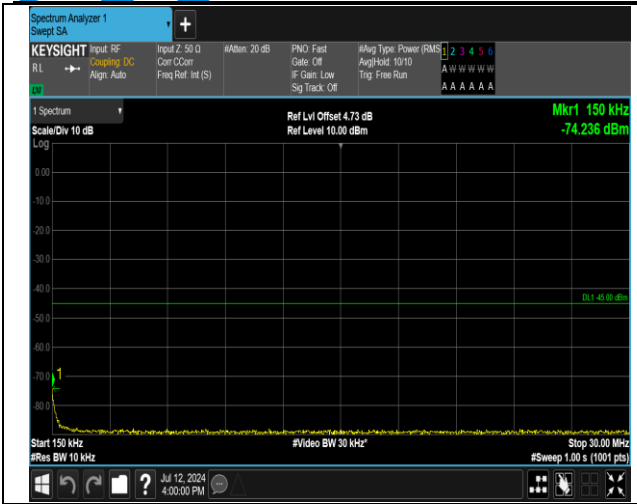 Spectrum Analyzer 1
Swept SA
+
KEYSIGHT
RL
LXI
Input: RF
Coupling: DC
Align: Auto
Input Z: 50 Ω
Corr CCorr
Freq Ref: Int (S)
#Atten: 20 dB
PNO: Fast
Gate: Off
IF Gain: Low
Sig Track: Off
#Avg Type: Power (RMS
Avg|Hold: 10/10
Trig: Free Run
1 2 3 4 5 6
A W W W W W
A A A A A A
1 Spectrum
Scale/Div 10 dB
Ref Lvl Offset 4.73 dB
Ref Level 10.00 dBm
Mkr1 150 kHz
-74.236 dBm
Log
0.00
-10.0
-20.0
-30.0
-40.0
DL1 -45.00 dBm
-50.0
-60.0
-70.0
1
-80.0
Start 150 kHz
#Video BW 30 kHz*
Stop 30.00 MHz
#Res BW 10 kHz
#Sweep 1.00 s (1001 pts)
?
Jul 12, 2024
4:00:00 PM